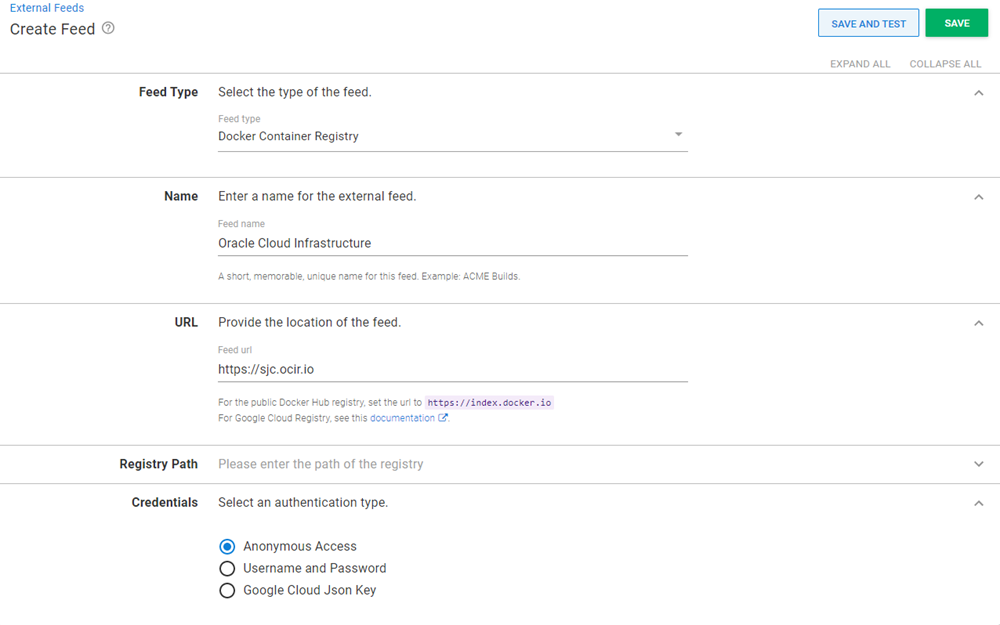 External Feeds
Create Feed
SAVE AND TEST
SAVE
EXPAND ALL
COLLAPSE ALL
Feed Type
Select the type of the feed.
Feed type
Docker Container Registry
Name
Enter a name for the external feed.
Feed name
Oracle Cloud Infrastructure
A short, memorable, unique name for this feed. Example: ACME Builds.
URL
Provide the location of the feed.
Feed url
https://sjc.ocir.io
For the public Docker Hub registry, set the url to https://index.docker.io
For Google Cloud Registry, see this documentation.
Registry Path
Please enter the path of the registry
Credentials
Select an authentication type.
Anonymous Access
Username and Password
Google Cloud Json Key